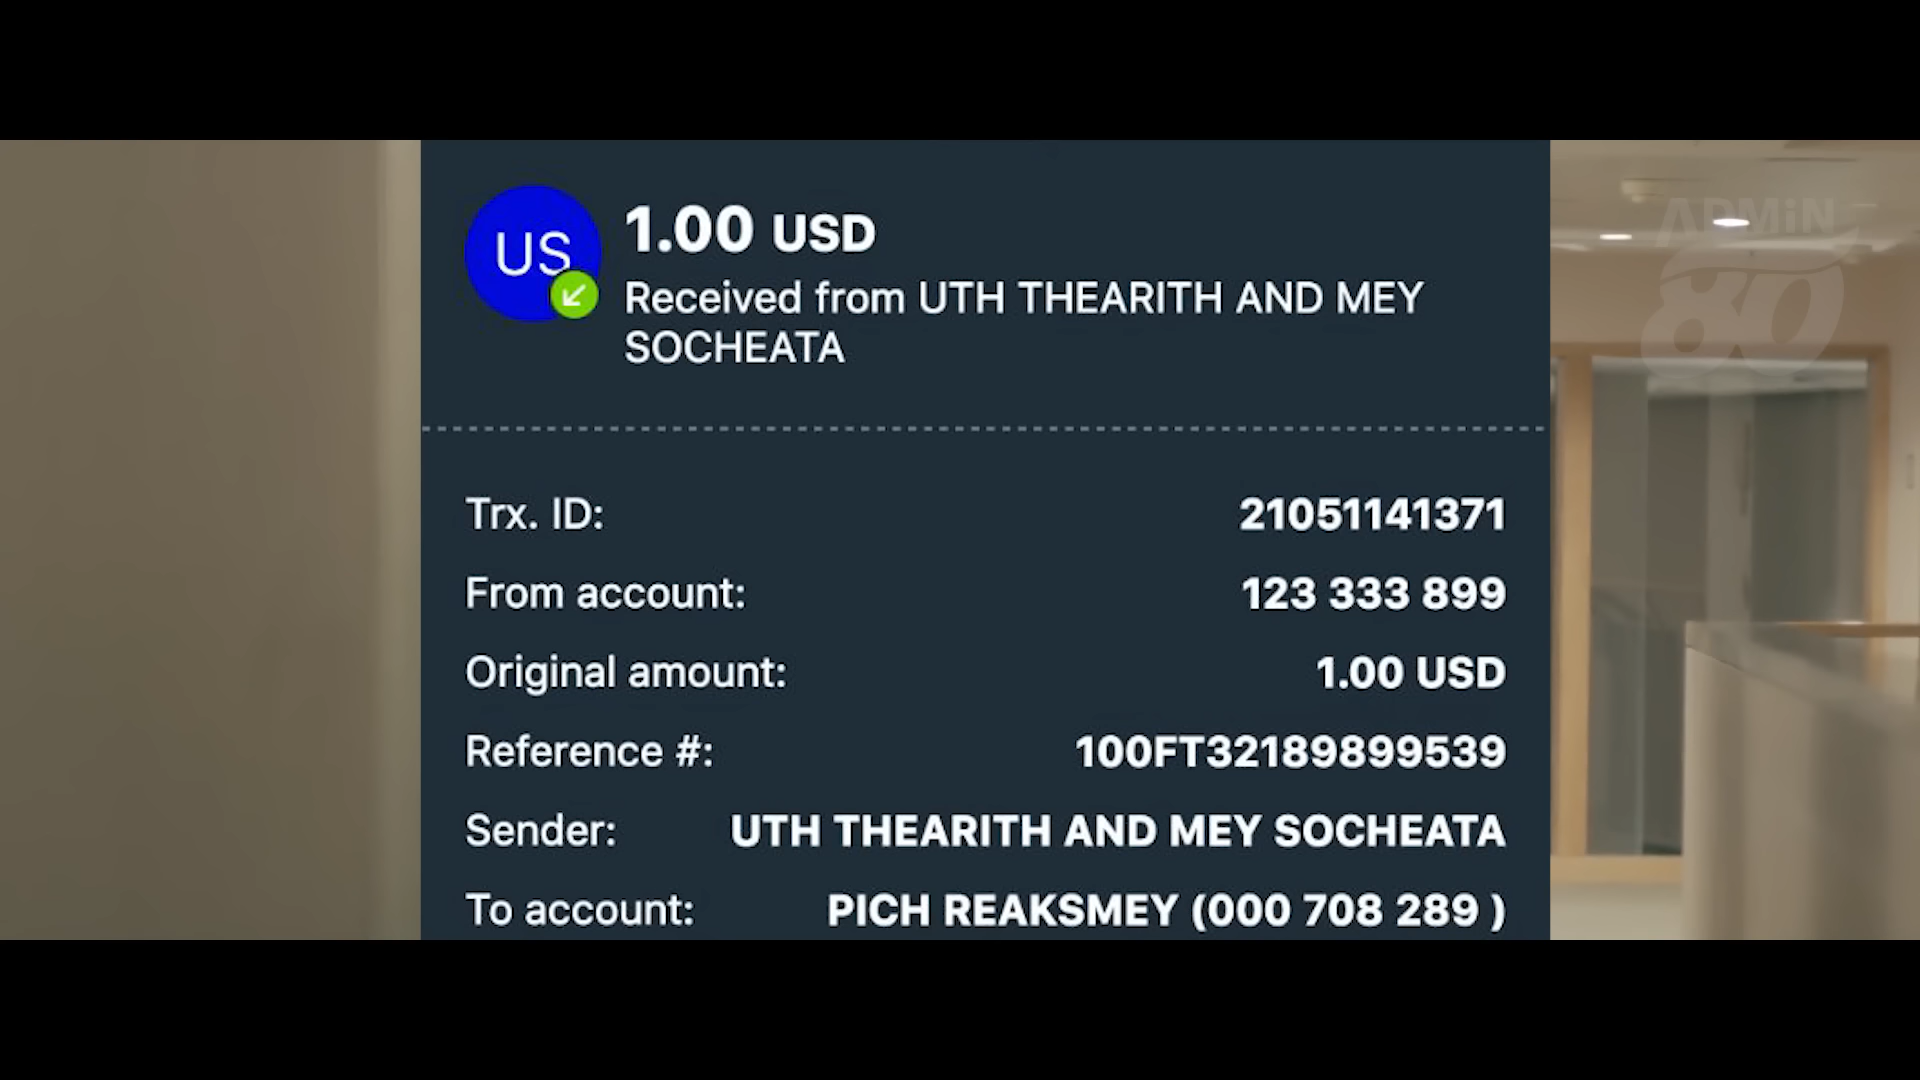 US
1.00 USD
Received from UTH THEARITH AND MEY
SOCHEATA
Trx. ID: 21051141371
From account: 123 333 899
Original amount: 1.00 USD
Reference #: 100FT32189899539
Sender: UTH THEARITH AND MEY SOCHEATA
To account: PICH REAKSMEY (000 708 289 )
ADMiN
80